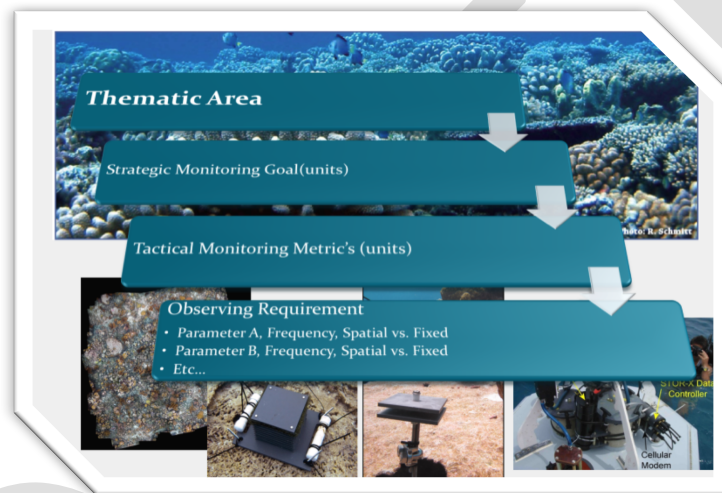 Thematic Area
Strategic Monitoring Goal(units)
Photo: R. Schmitt
Tactical Monitoring Metric's (units)
Observing Requirement
• Parameter A, Frequency, Spatial vs. Fixed
• Parameter B, Frequency, Spatial vs. Fixed
• Etc...
STOR-X Data
Controller
Cellular
Modem